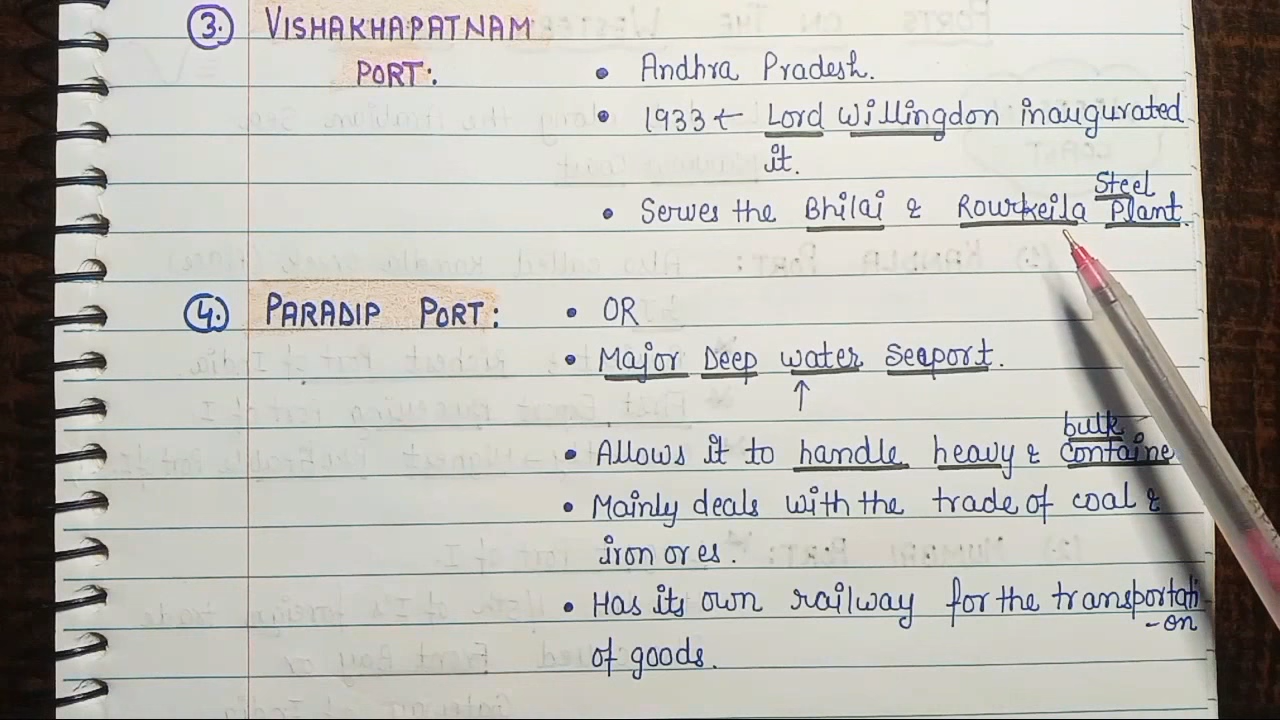 3. VISHAKHAPATNAM
PORT:
• Andhra Pradesh.
• 1933 ← Lord Willingdon inaugurated
it.
• Serves the Bhilai & Rourkeila Steel Plant.
4. PARADIP PORT: • OR
• Major Deep water Seaport.
↑
• Allows it to handle heavy & bulk containe
• Mainly deals with the trade of coal &
iron ores.
• Has its own railway for the transportati
-on
of goods.